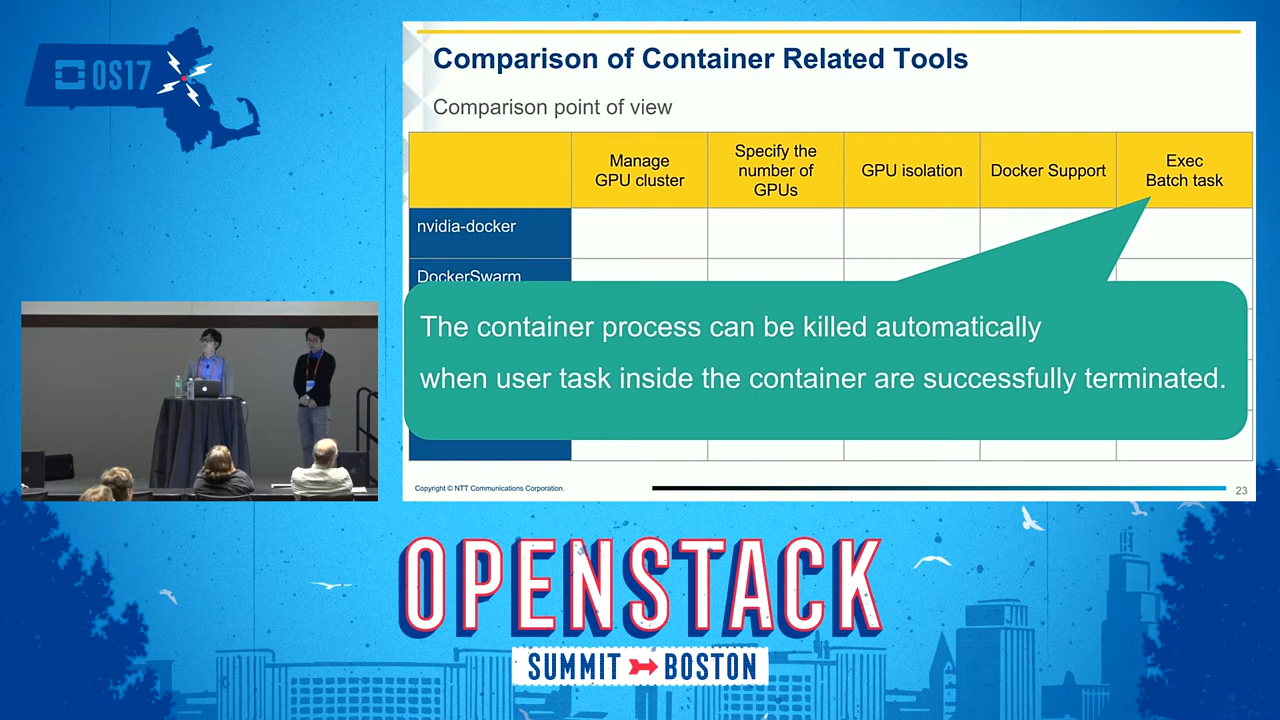 OS17
Comparison of Container Related Tools
Comparison point of view
Manage
GPU cluster
Specify the
number of
GPUs
GPU isolation
Docker Support
Exec
Batch task
nvidia-docker
DockerSwarm
The container process can be killed automatically
when user task inside the container are successfully terminated.
Copyright © NTT Communications Corporation.
23
OPENSTACK
SUMMIT BOSTON